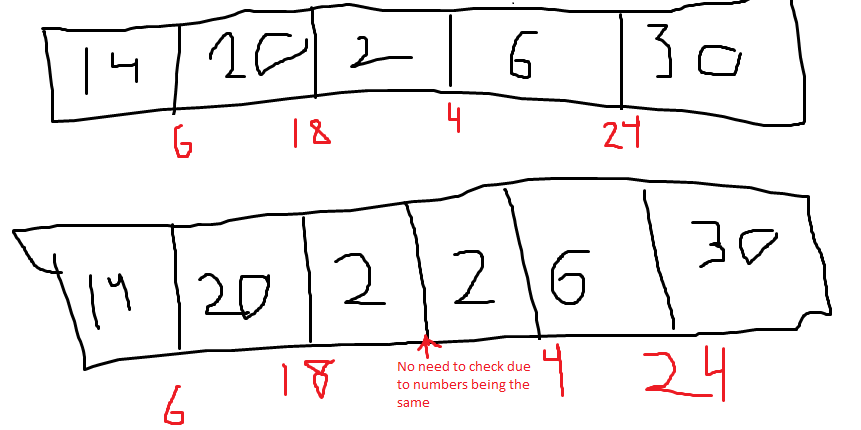 14 20 2 6 30
6 18 4 24
14 20 2 2 6 30
6 18 4 24
No need to check due
to numbers being the
same